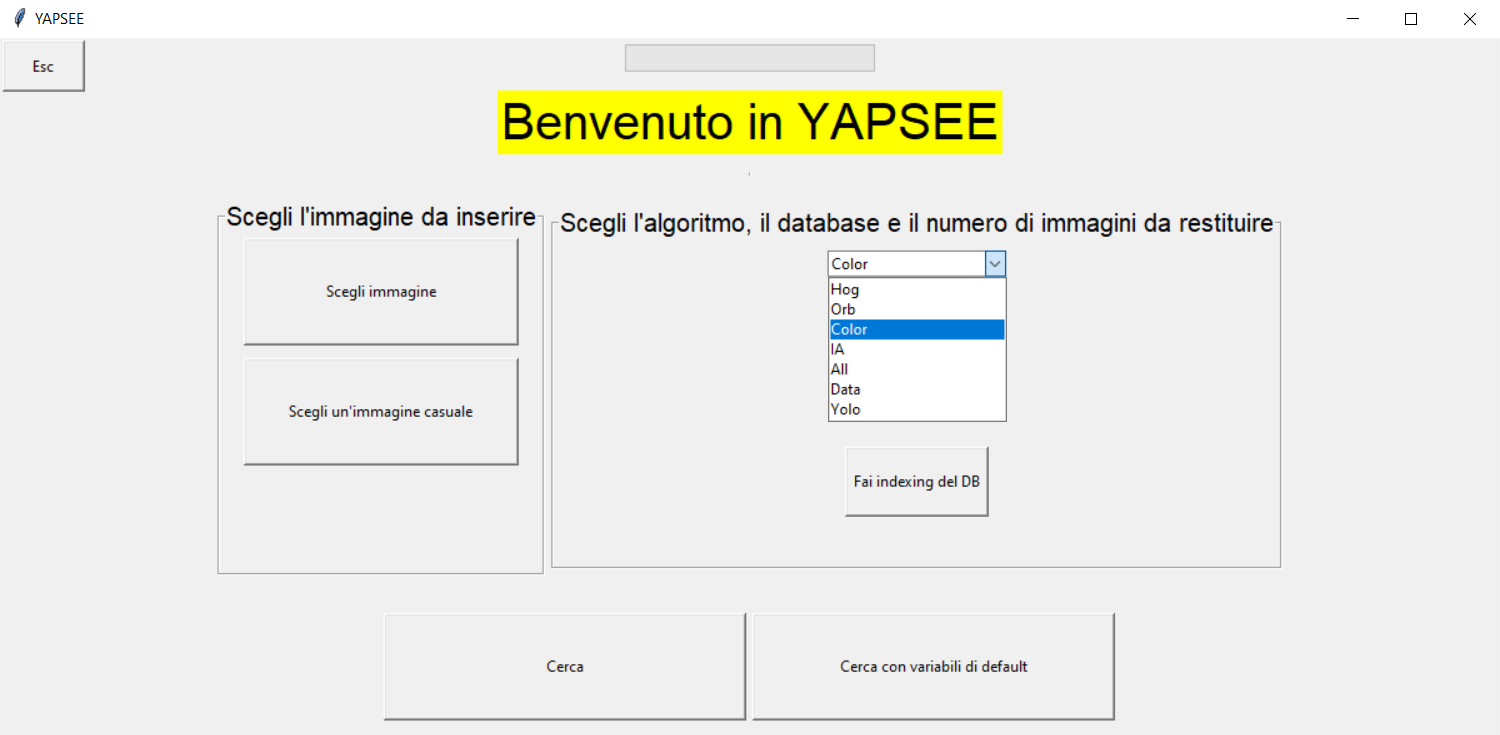 YAPSEE
Esc
Benvenuto in YAPSEE
Scegli l'immagine da inserire
Scegli immagine
Scegli un'immagine casuale
Scegli l'algoritmo, il database e il numero di immagini da restituire
Color
Hog
Orb
Color
IA
All
Data
Yolo
Fai indexing del DB
Cerca
Cerca con variabili di default